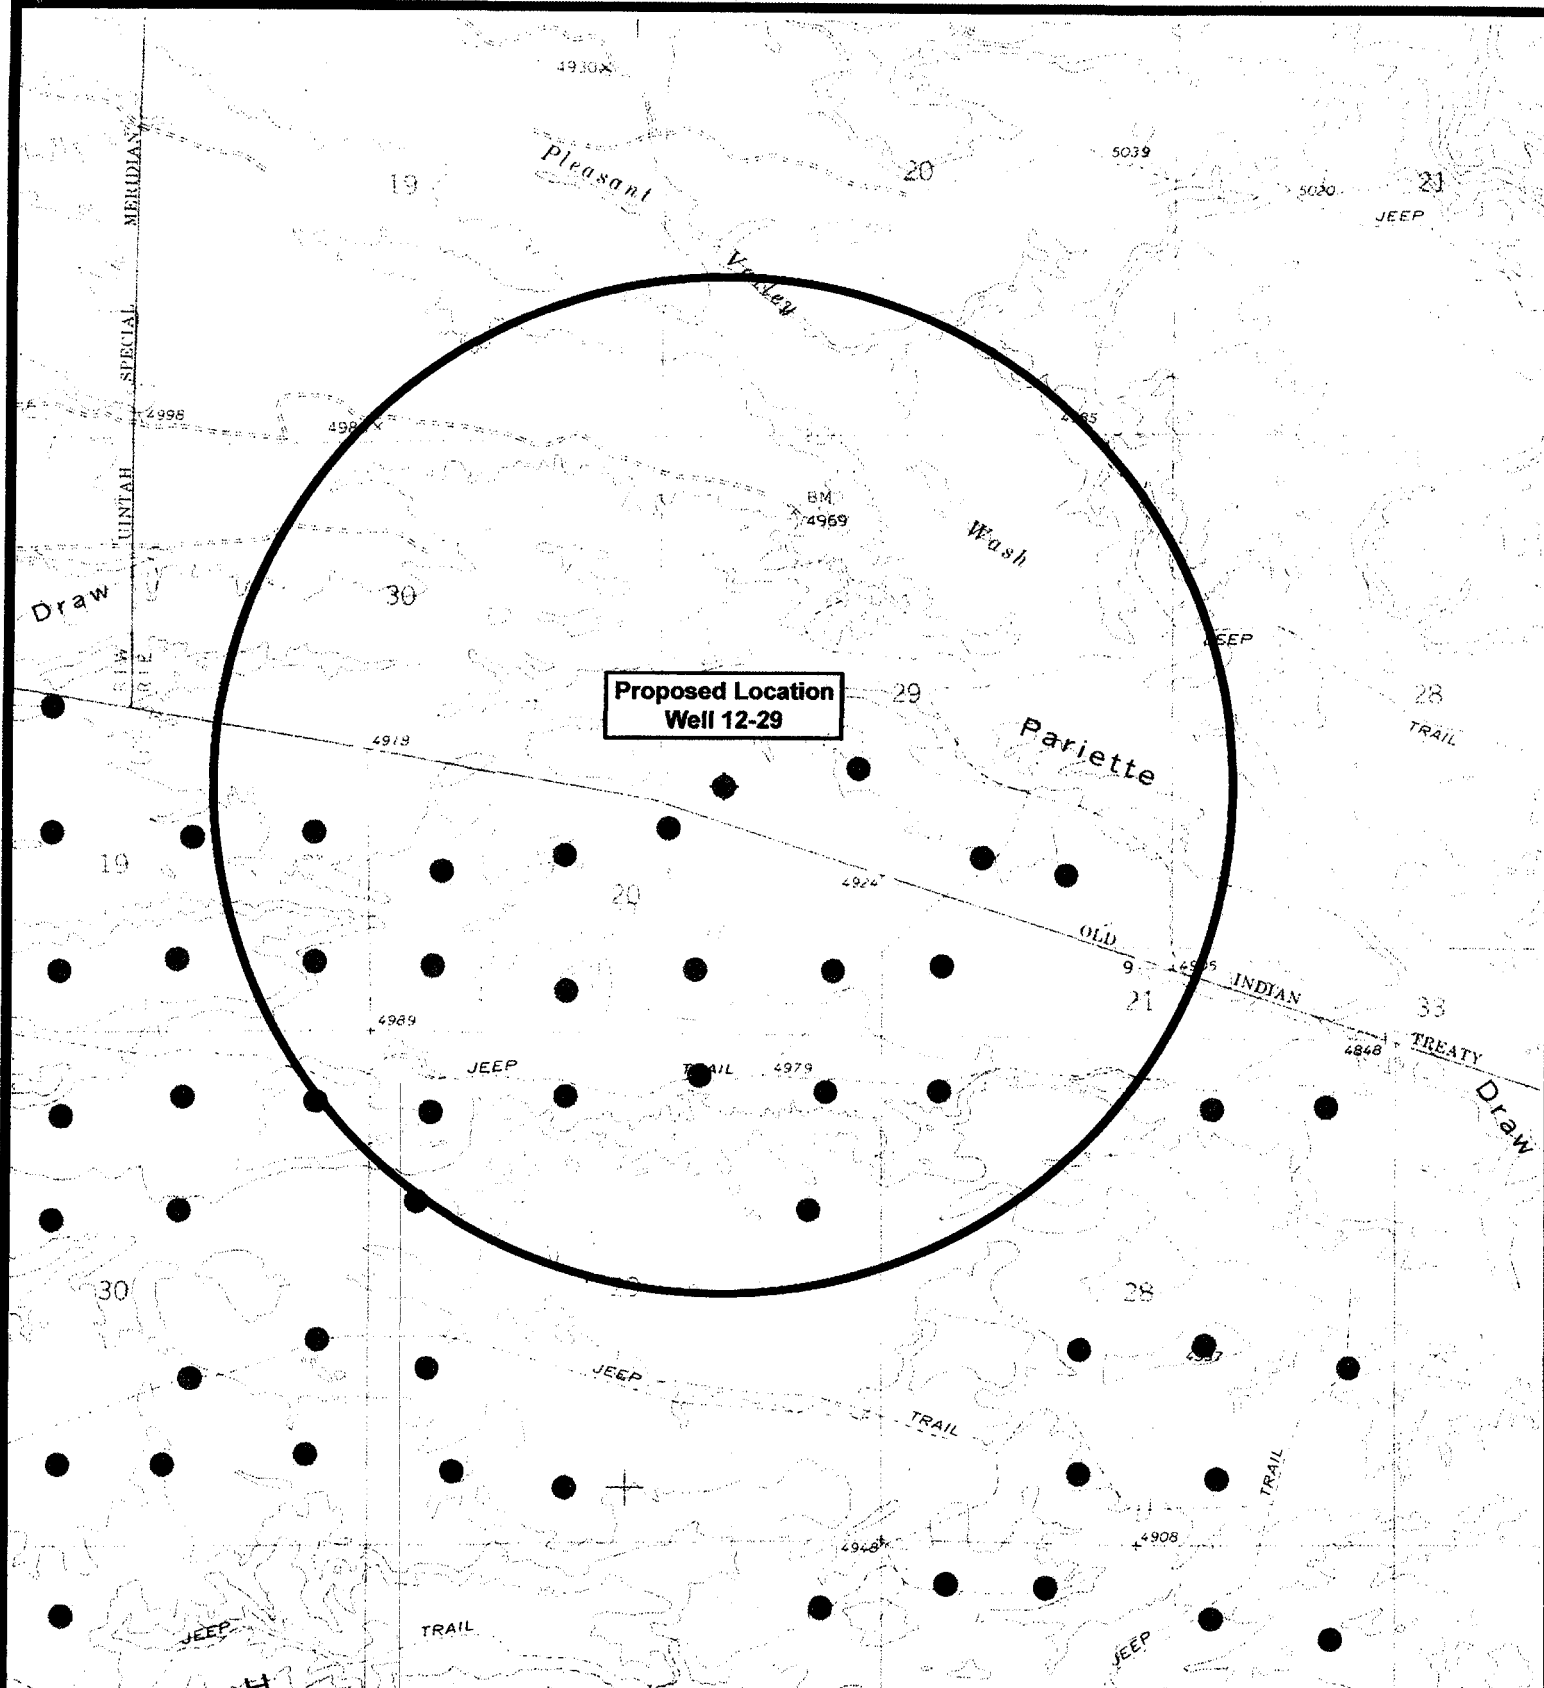 4930
MERIDIAN
Pleasant
19
20
5039
5020
21
JEEP
Valley
SPECIAL
4998
UINTAH
BM
4969
Wash
Draw
30
R I W
R I E
JEEP
Proposed Location
Well 12-29
29
28
Pariette
TRAIL
4919
19
20
4924
OLD
INDIAN
21
33
4989
4848
TREATY
JEEP
TRAIL
4979
Draw
30
28
JEEP
TRAIL
TRAIL
4948
4908
JEEP
TRAIL
JEEP